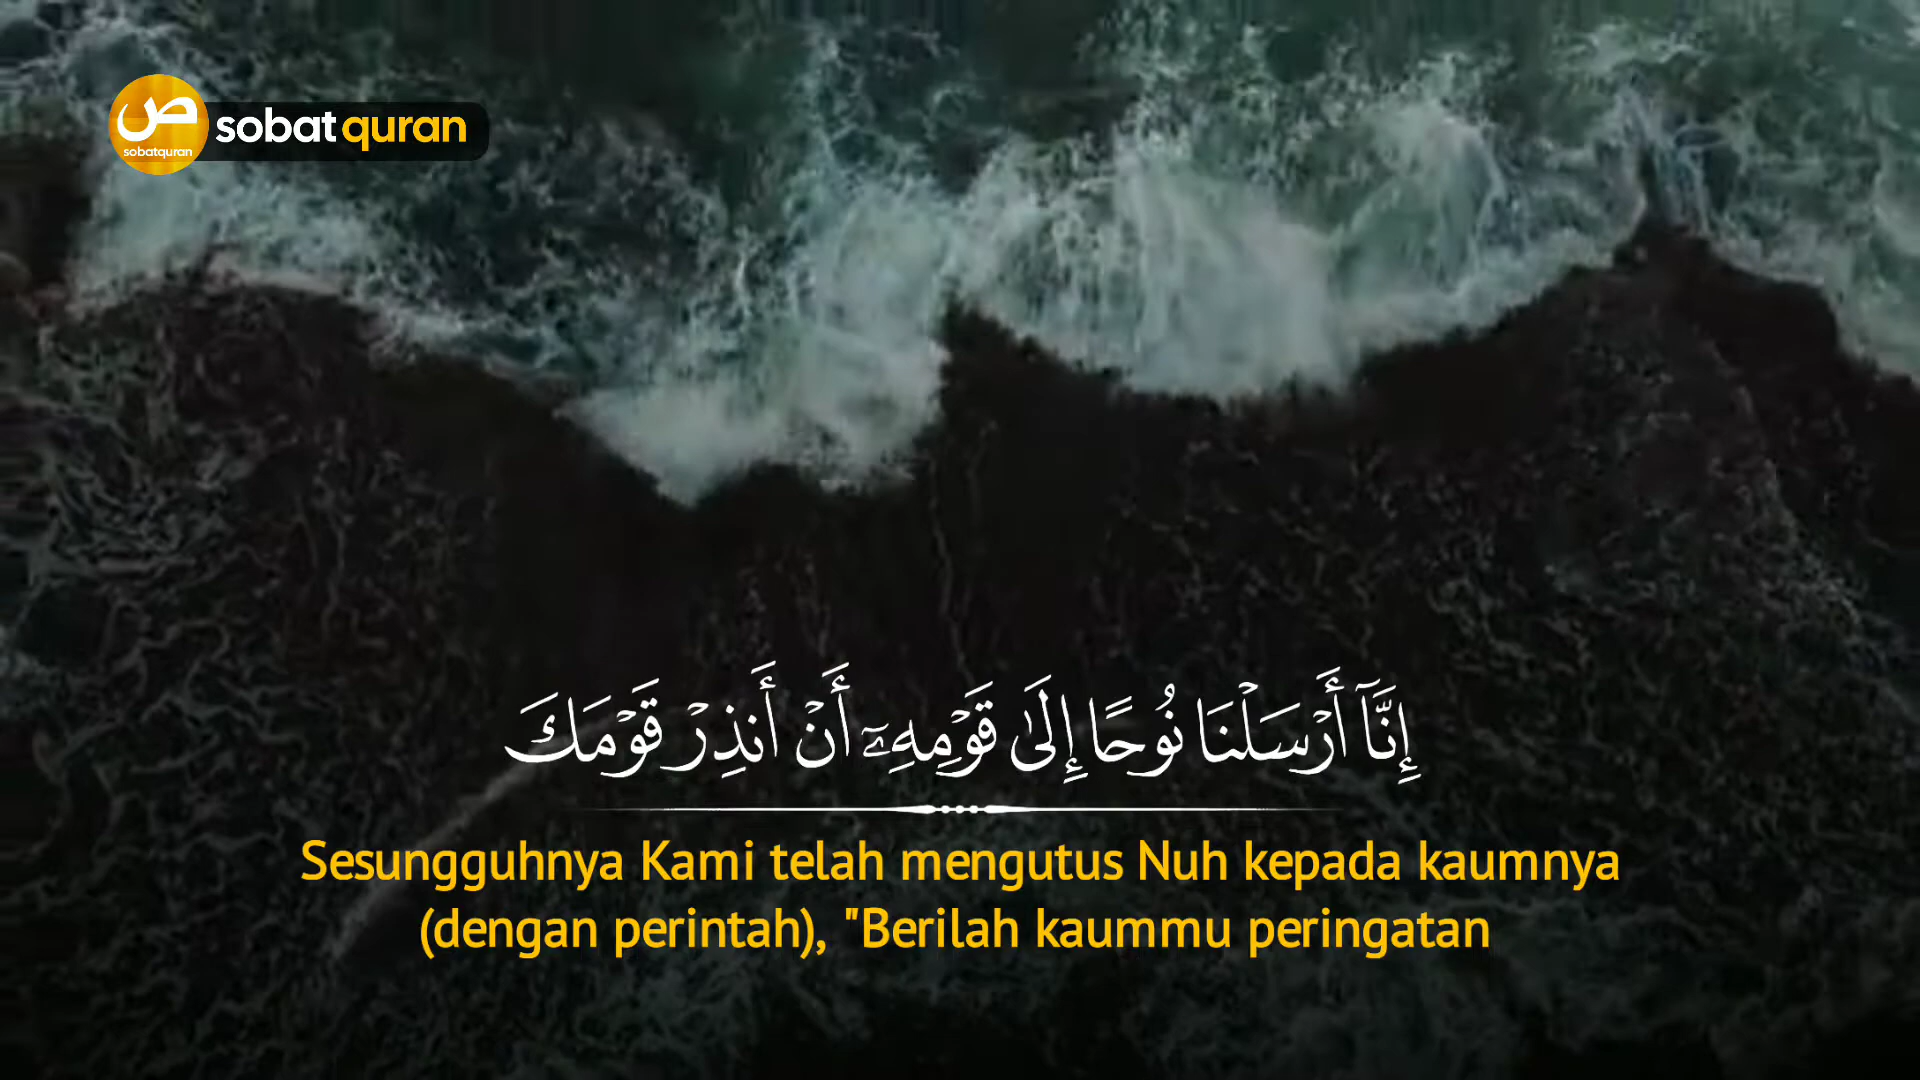 ص
sobatquran
sobat quran
إِنَّآ أَرْسَلْنَا نُوحًا إِلَىٰ قَوْمِهِۦٓ أَنْ أَنذِرْ قَوْمَكَ
Sesungguhnya Kami telah mengutus Nuh kepada kaumnya
(dengan perintah), "Berilah kaummu peringatan